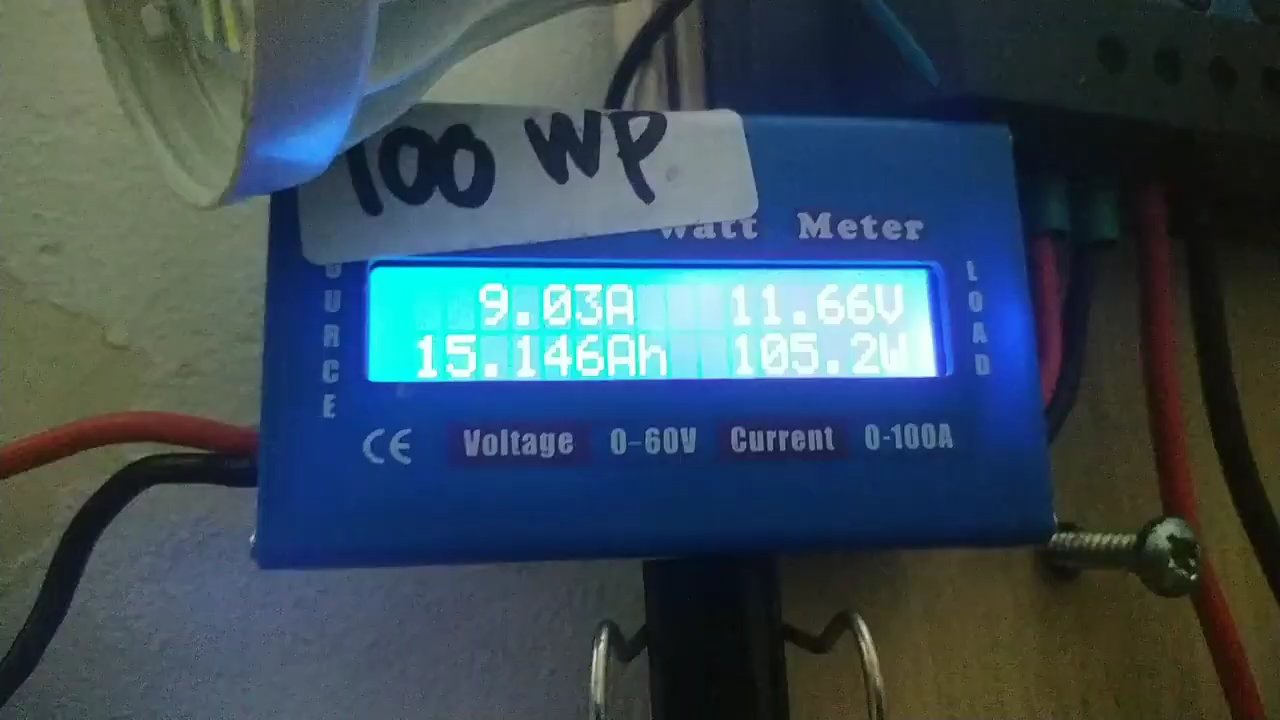 100 WP
Watt Meter
SOURCE
LOAD
9.03A 11.66V
15.146Ah 105.2W
CE Voltage 0-60V Current 0-100A